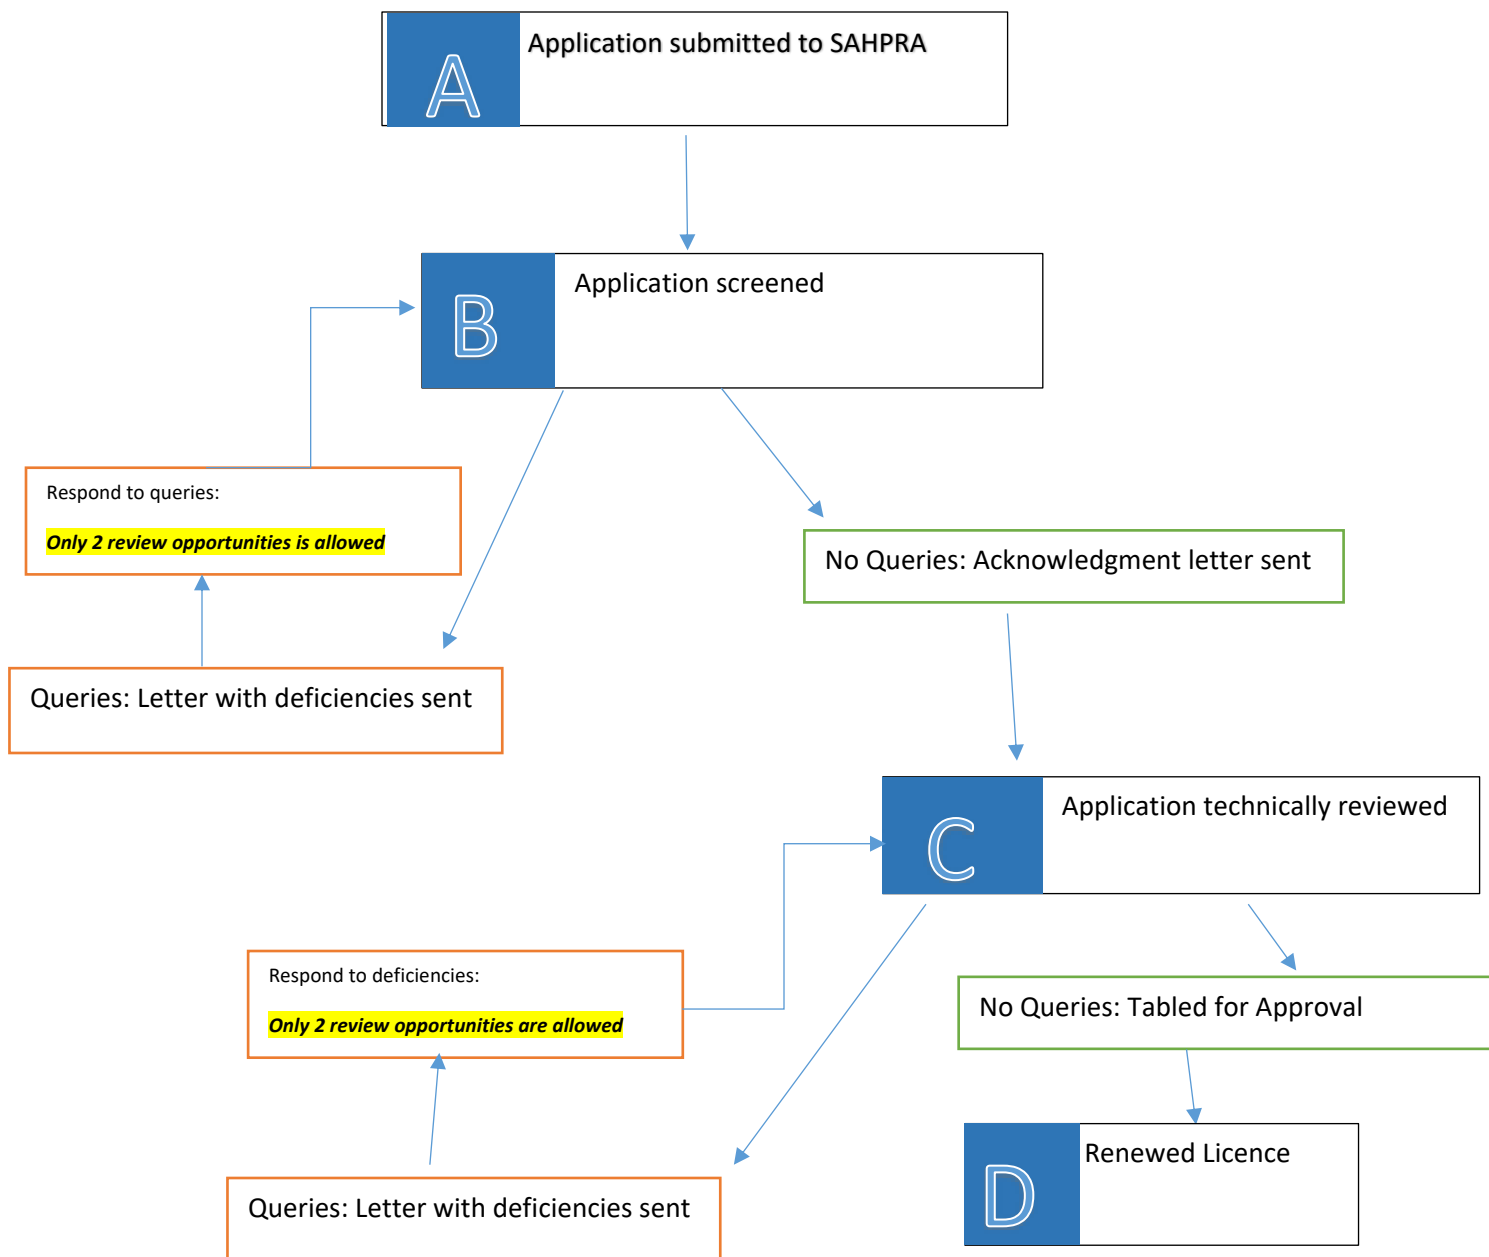 A
Application submitted to SAHPRA
B
Application screened
Respond to queries:
Only 2 review opportunities is allowed
No Queries: Acknowledgment letter sent
Queries: Letter with deficiencies sent
C
Application technically reviewed
Respond to deficiencies:
Only 2 review opportunities are allowed
No Queries: Tabled for Approval
D
Renewed Licence
Queries: Letter with deficiencies sent